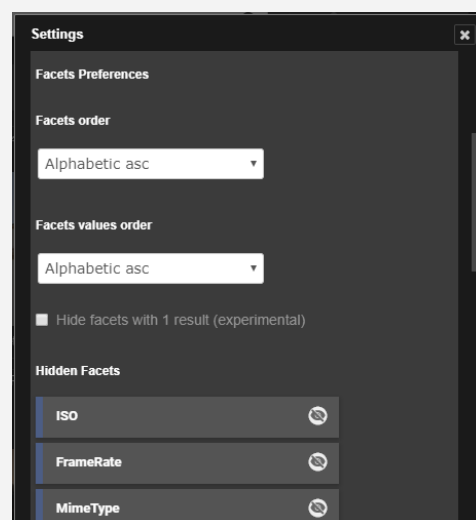 Settings
Facets Preferences
Facets order
Alphabetic asc
Facets values order
Alphabetic asc
Hide facets with 1 result (experimental)
Hidden Facets
ISO
FrameRate
MimeType